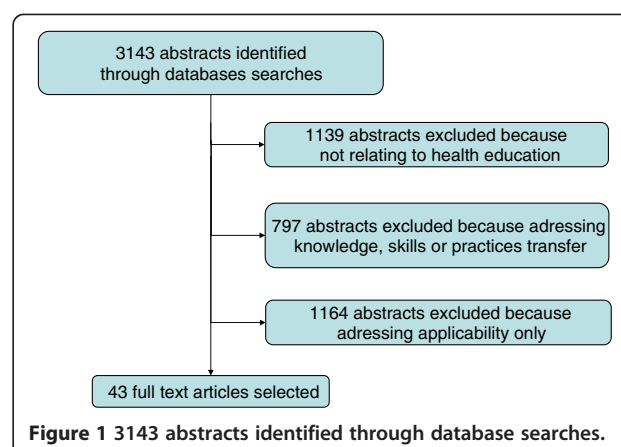 3143 abstracts identified
through databases searches
1139 abstracts excluded because
not relating to health education
797 abstracts excluded because adressing
knowledge, skills or practices transfer
1164 abstracts excluded because
adressing applicability only
43 full text articles selected
Figure 1 3143 abstracts identified through database searches.